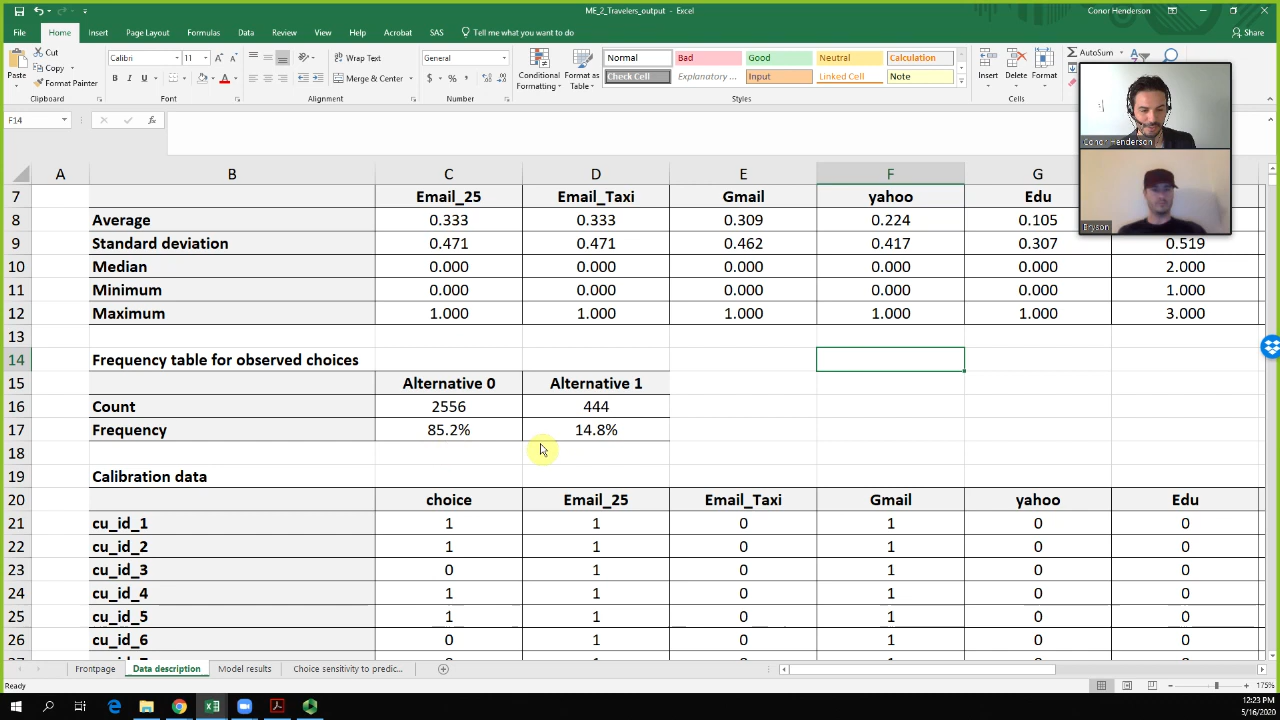 ME_2_Travelers_output - Excel
Conor Henderson
File Home Insert Page Layout Formulas Data Review View Help Acrobat SAS Tell me what you want to do Share
Cut
Copy
Format Painter
Paste
Clipboard
Calibri 11
B I U
Font
Wrap Text
Merge & Center
Alignment
General
$ % ,
Number
Conditional Formatting
Format as Table
Normal Bad Good Neutral Calculation
Check Cell Explanatory ... Input Linked Cell Note
Styles
Insert Delete Format
Cells
AutoSum
F14
fx
Conor Henderson
Bryson
A B C D E F G
7 Email_25 Email_Taxi Gmail yahoo Edu
8 Average 0.333 0.333 0.309 0.224 0.105
9 Standard deviation 0.471 0.471 0.462 0.417 0.307 0.519
10 Median 0.000 0.000 0.000 0.000 0.000 2.000
11 Minimum 0.000 0.000 0.000 0.000 0.000 1.000
12 Maximum 1.000 1.000 1.000 1.000 1.000 3.000
13
14 Frequency table for observed choices
15 Alternative 0 Alternative 1
16 Count 2556 444
17 Frequency 85.2% 14.8%
18
19 Calibration data
20 choice Email_25 Email_Taxi Gmail yahoo Edu
21 cu_id_1 1 1 0 1 0 0
22 cu_id_2 1 1 0 1 0 0
23 cu_id_3 0 1 0 1 0 0
24 cu_id_4 1 1 0 1 0 0
25 cu_id_5 1 1 0 1 0 0
26 cu_id_6 0 1 0 1 0 0
Frontpage Data description Model results Choice sensitivity to predic...
Ready
175%
12:23 PM
5/16/2020